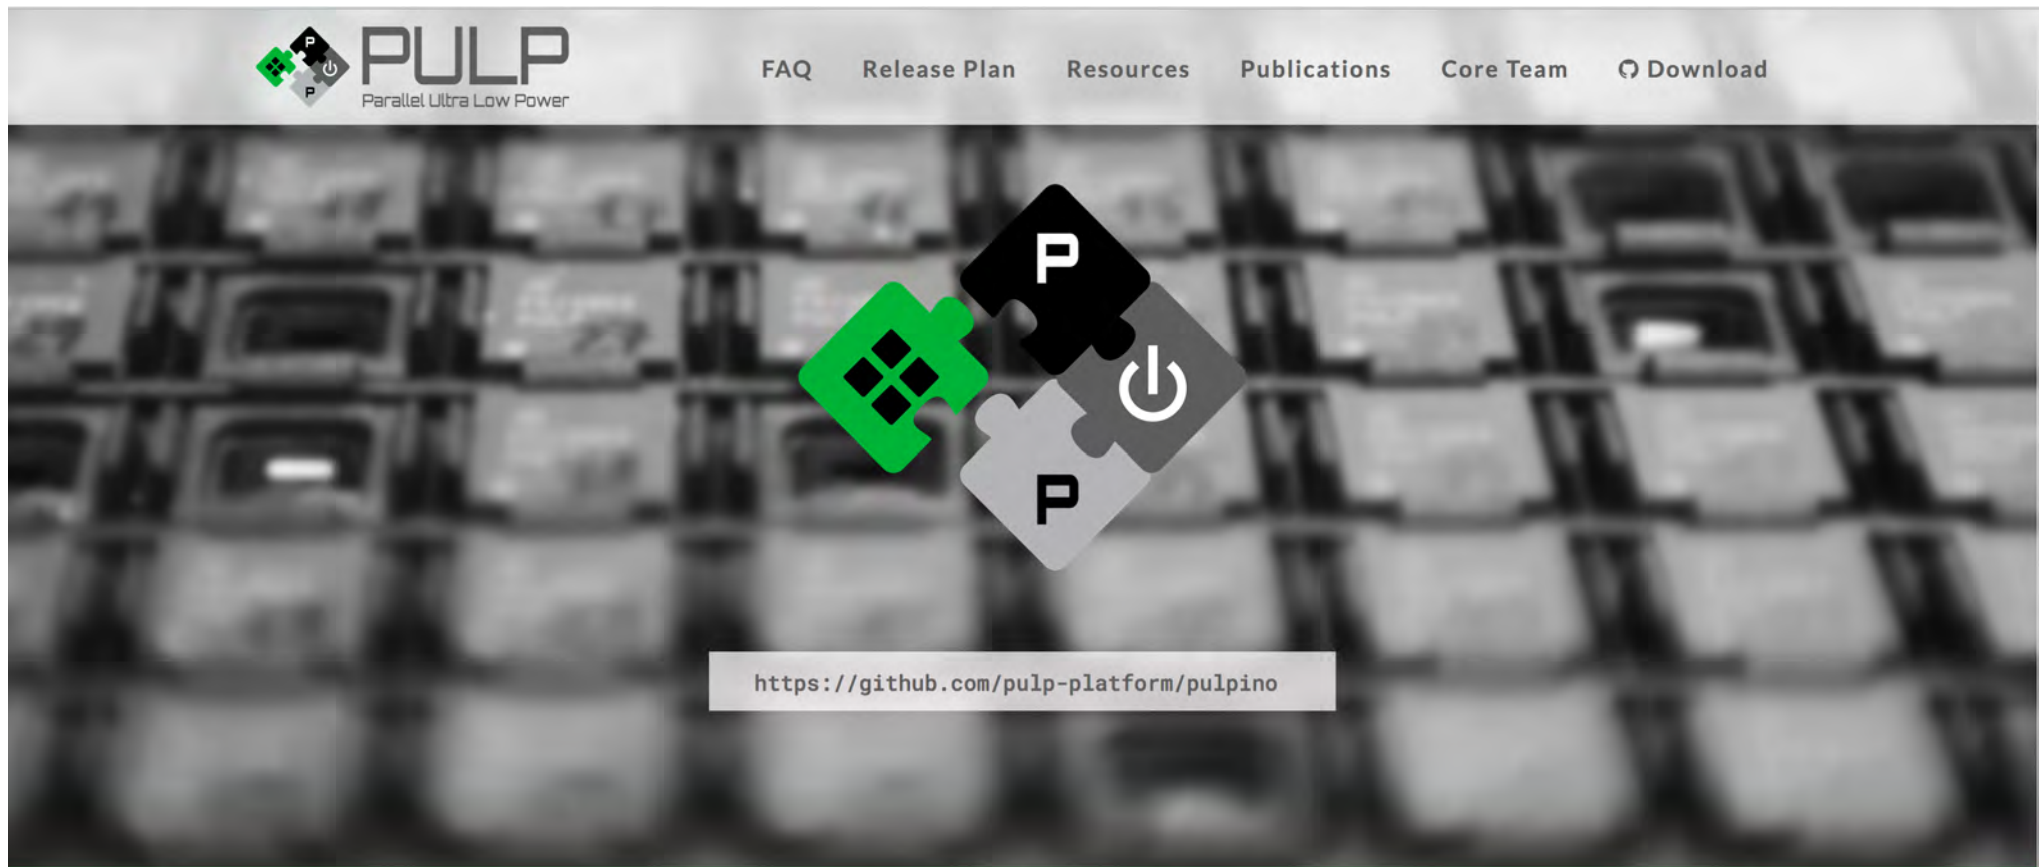 PULP
Parallel Ultra Low Power
FAQ Release Plan Resources Publications Core Team Download
P
P
https://github.com/pulp-platform/pulpino